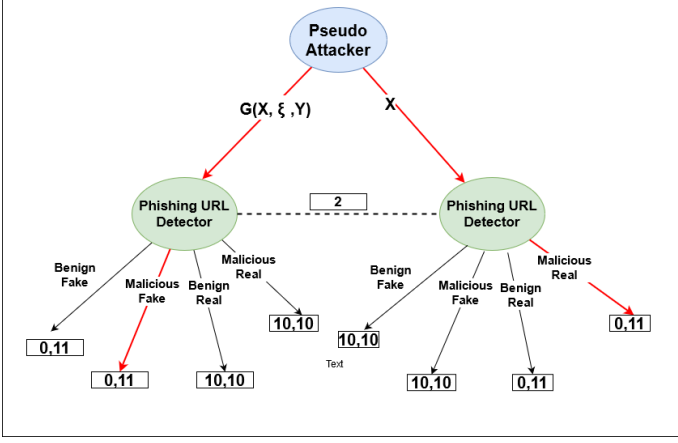 Pseudo
Attacker
G(X, ξ ,Y)
X
Phishing URL
Detector
2
Phishing URL
Detector
Benign
Fake
Malicious
Fake
Benign
Real
Malicious
Real
Benign
Fake
Malicious
Fake
Benign
Real
Malicious
Real
0,11
0,11
10,10
10,10
10,10
10,10
0,11
0,11
Text